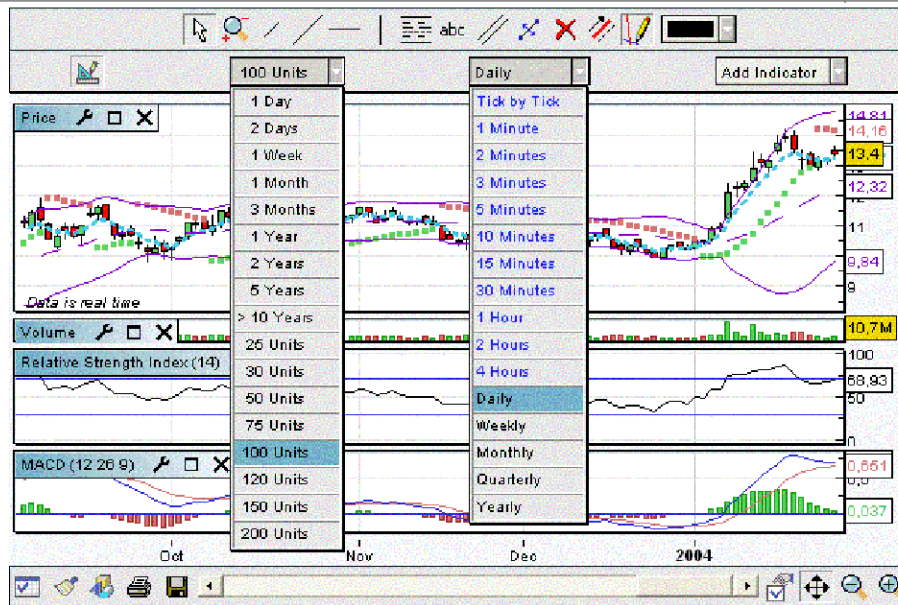 abc
100 Units
Daily
Add Indicator
1 Day
2 Days
1 Week
1 Month
3 Months
1 Year
2 Years
5 Years
> 10 Years
25 Units
30 Units
50 Units
75 Units
100 Units
120 Units
150 Units
200 Units
Tick by Tick
1 Minute
2 Minutes
3 Minutes
5 Minutes
10 Minutes
15 Minutes
30 Minutes
1 Hour
2 Hours
4 Hours
Daily
Weekly
Monthly
Quarterly
Yearly
Price
Data is real time
14,81
14,16
13,4
12,32
11
9,84
9
Volume
10,7M
Relative Strength Index (14)
100
68,93
50
0
MACD (12 26 9)
0,651
0,037
Oct
Nov
Dec
2004